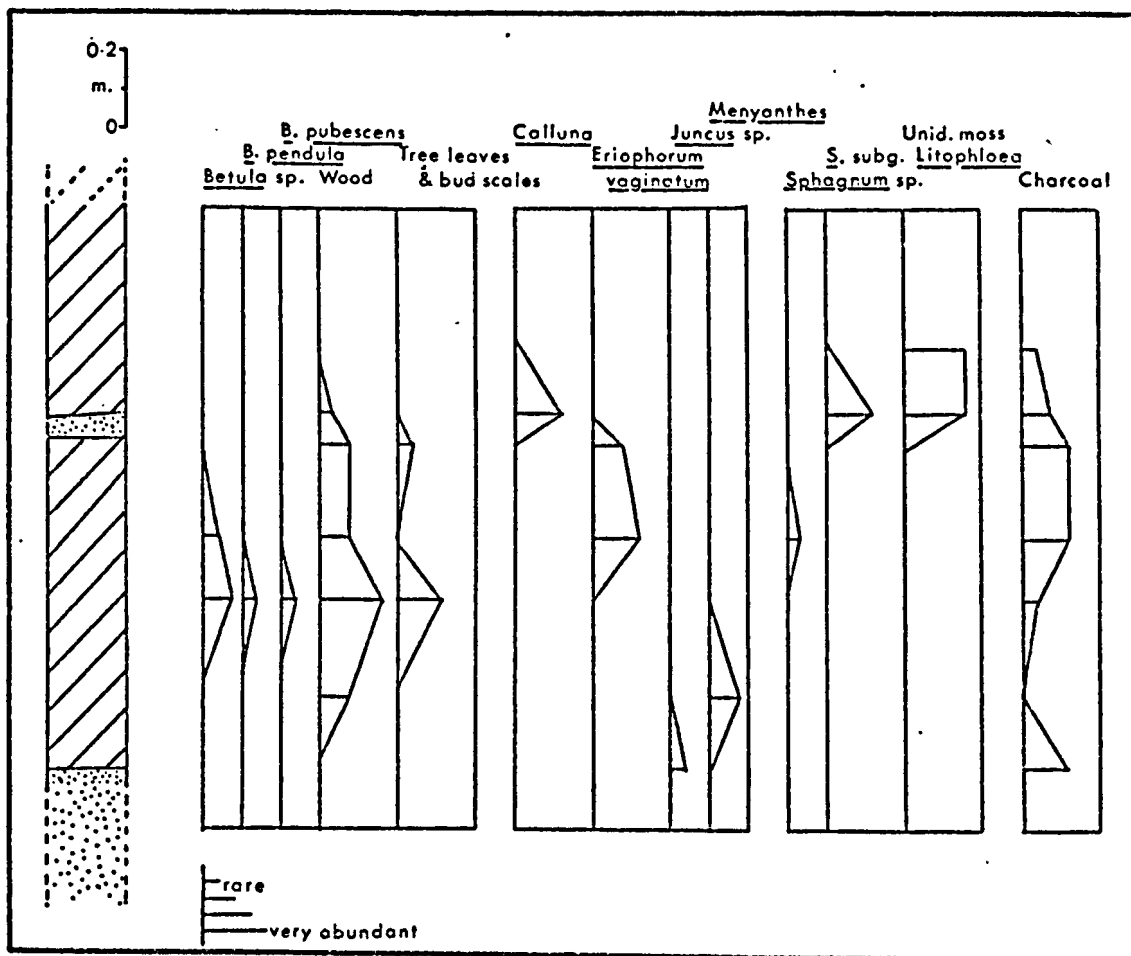 0·2
m.
0
Menyanthes
B. pubescens Calluna Juncus sp. Unid. moss
B. pendula Tree leaves Eriophorum S. subg. Litophloea
Betula sp. Wood & bud scales vaginatum Sphagnum sp. Charcoal
rare
very abundant